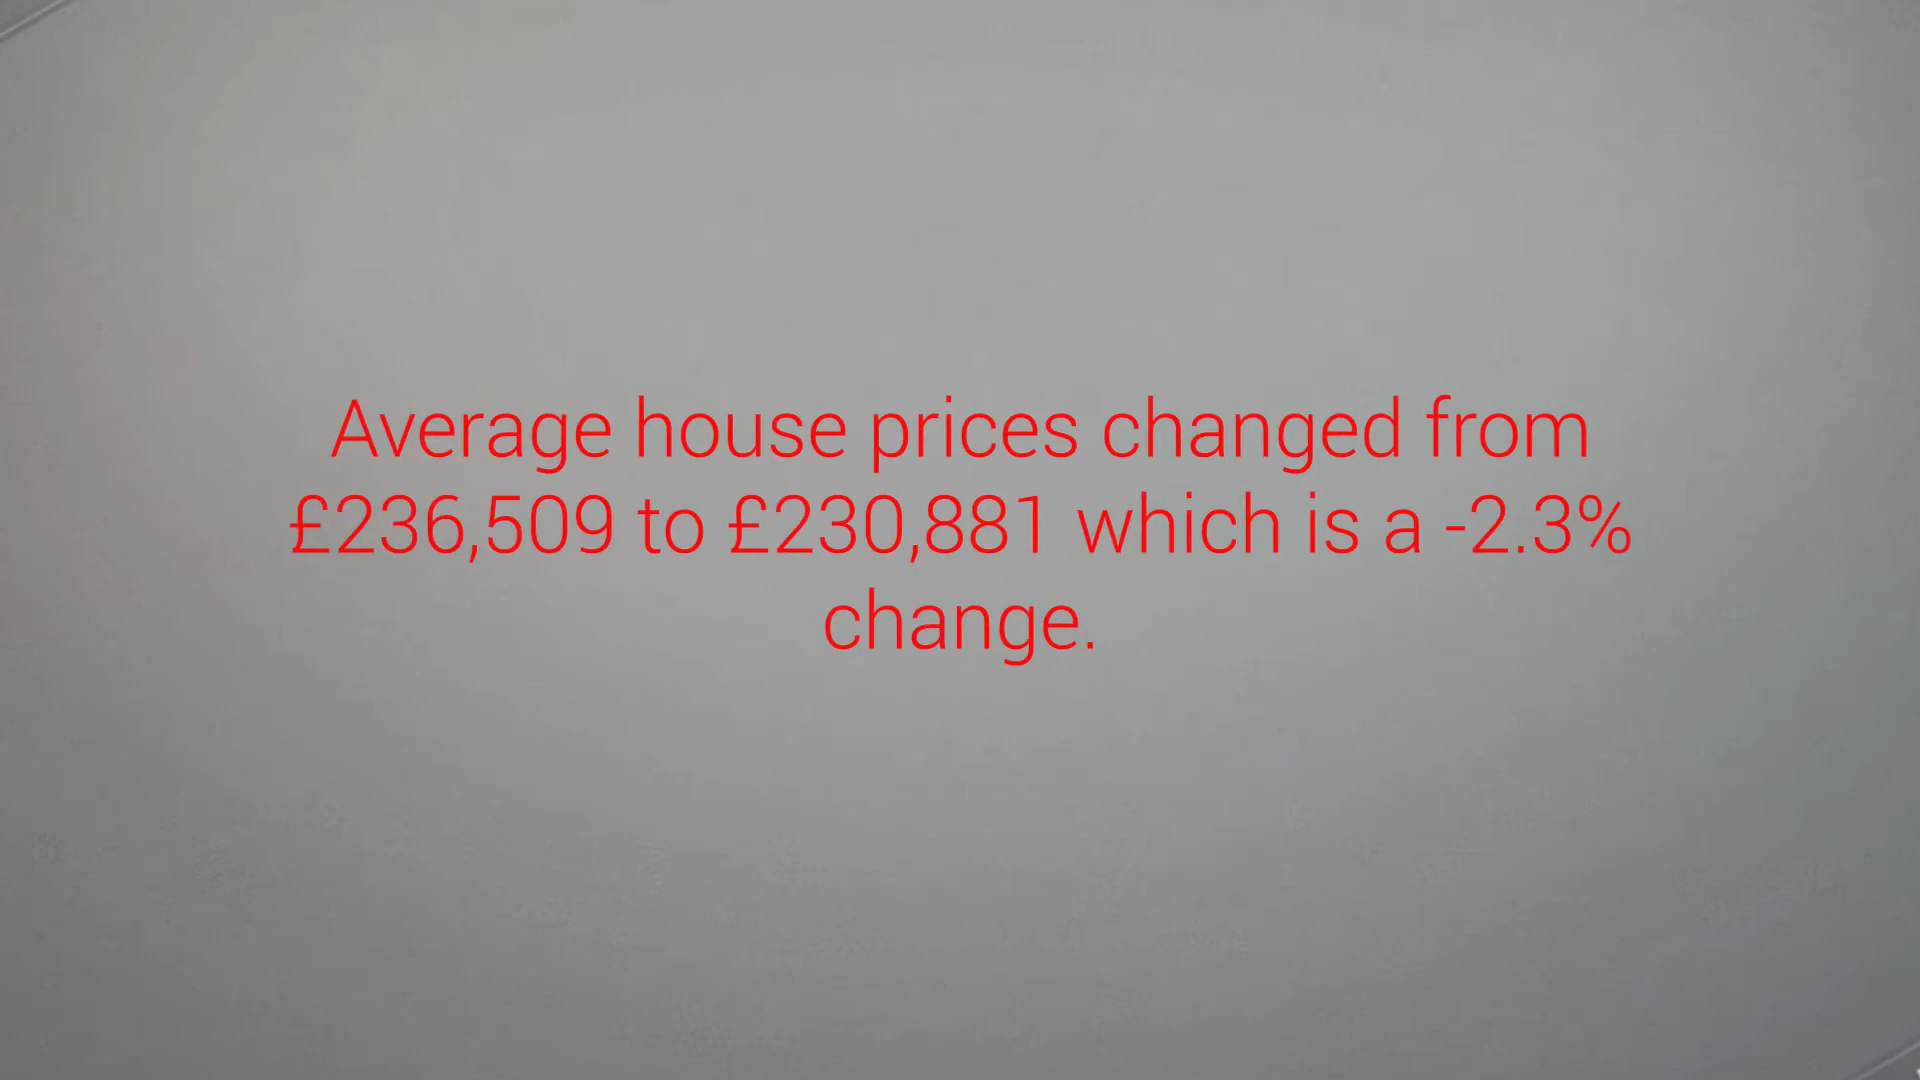 Average house prices changed from
£236,509 to £230,881 which is a -2.3%
change.